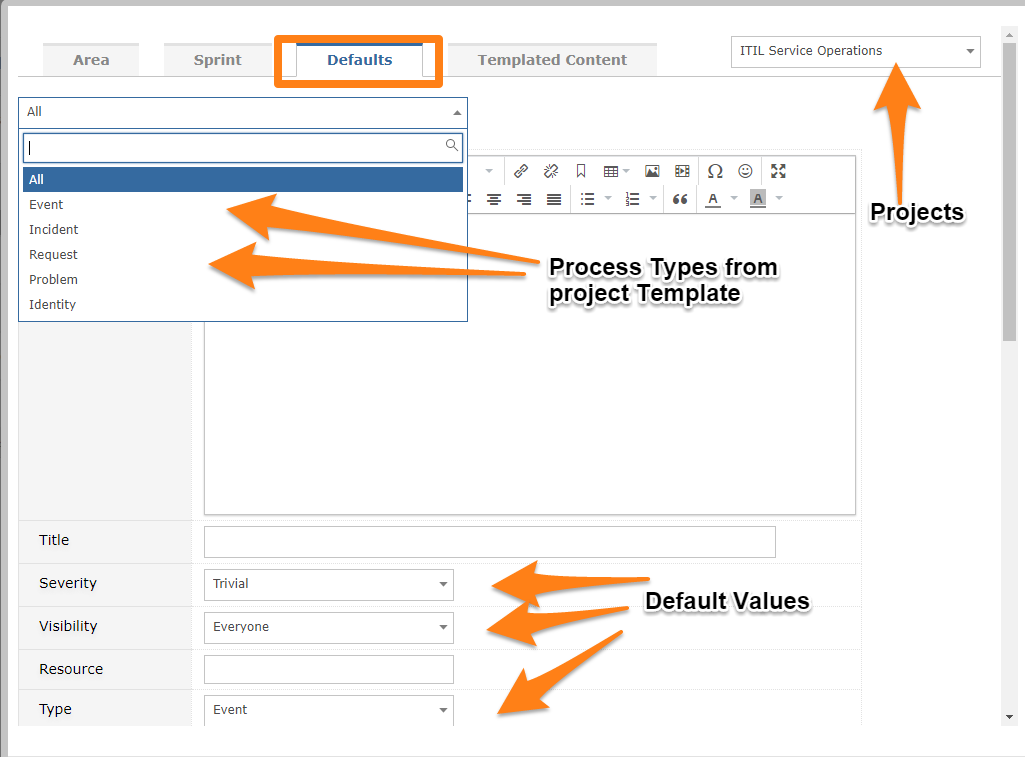 Area
Sprint
Defaults
Templated Content
ITIL Service Operations
All
All
Event
Incident
Request
Problem
Identity
Projects
Process Types from
project Template
Title
Severity
Trivial
Default Values
Visibility
Everyone
Resource
Type
Event